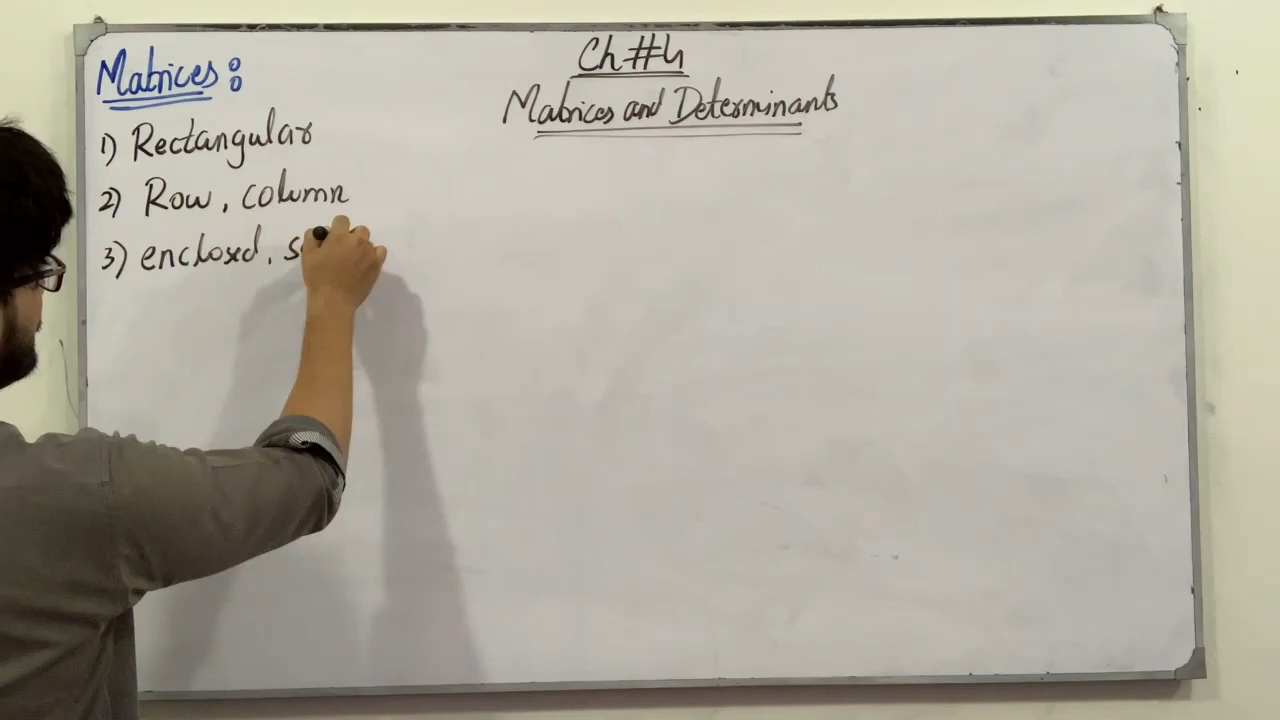 Ch #4
Matrices and Determinants
Matrices:
1) Rectangular
2) Row, column
3) enclosed,